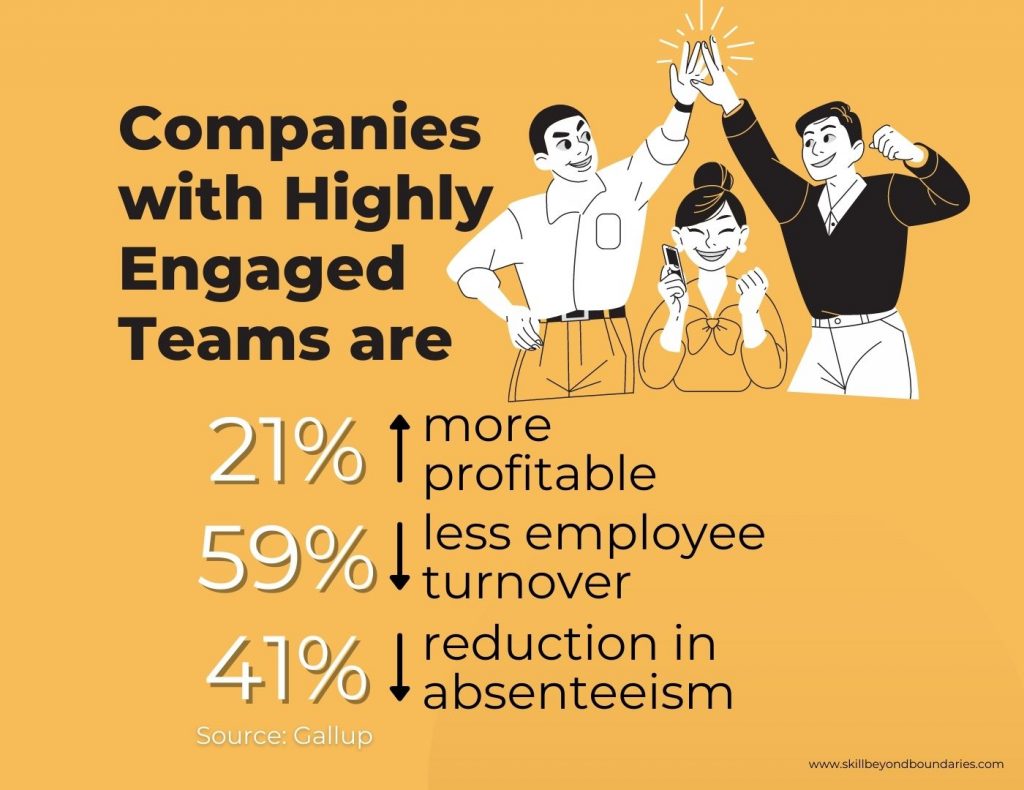 Companies
with Highly
Engaged
Teams are
21% more
profitable
59% less employee
turnover
41% reduction in
absenteeism
Source: Gallup
www.skillbeyondboundaries.com